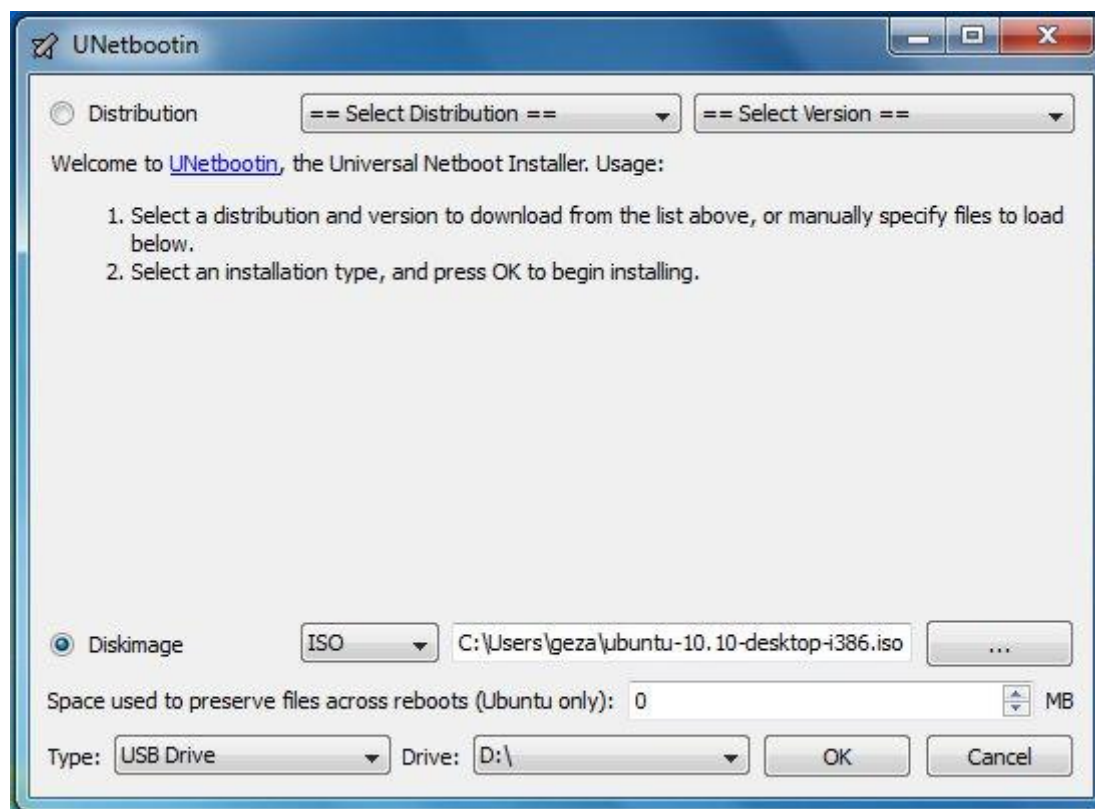 UNetbootin
Distribution == Select Distribution == == Select Version ==
Welcome to UNetbootin, the Universal Netboot Installer. Usage:
1. Select a distribution and version to download from the list above, or manually specify files to load
below.
2. Select an installation type, and press OK to begin installing.
Diskimage ISO C:\Users\geza\ubuntu-10.10-desktop-i386.iso ...
Space used to preserve files across reboots (Ubuntu only): 0 MB
Type: USB Drive Drive: D:\ OK Cancel